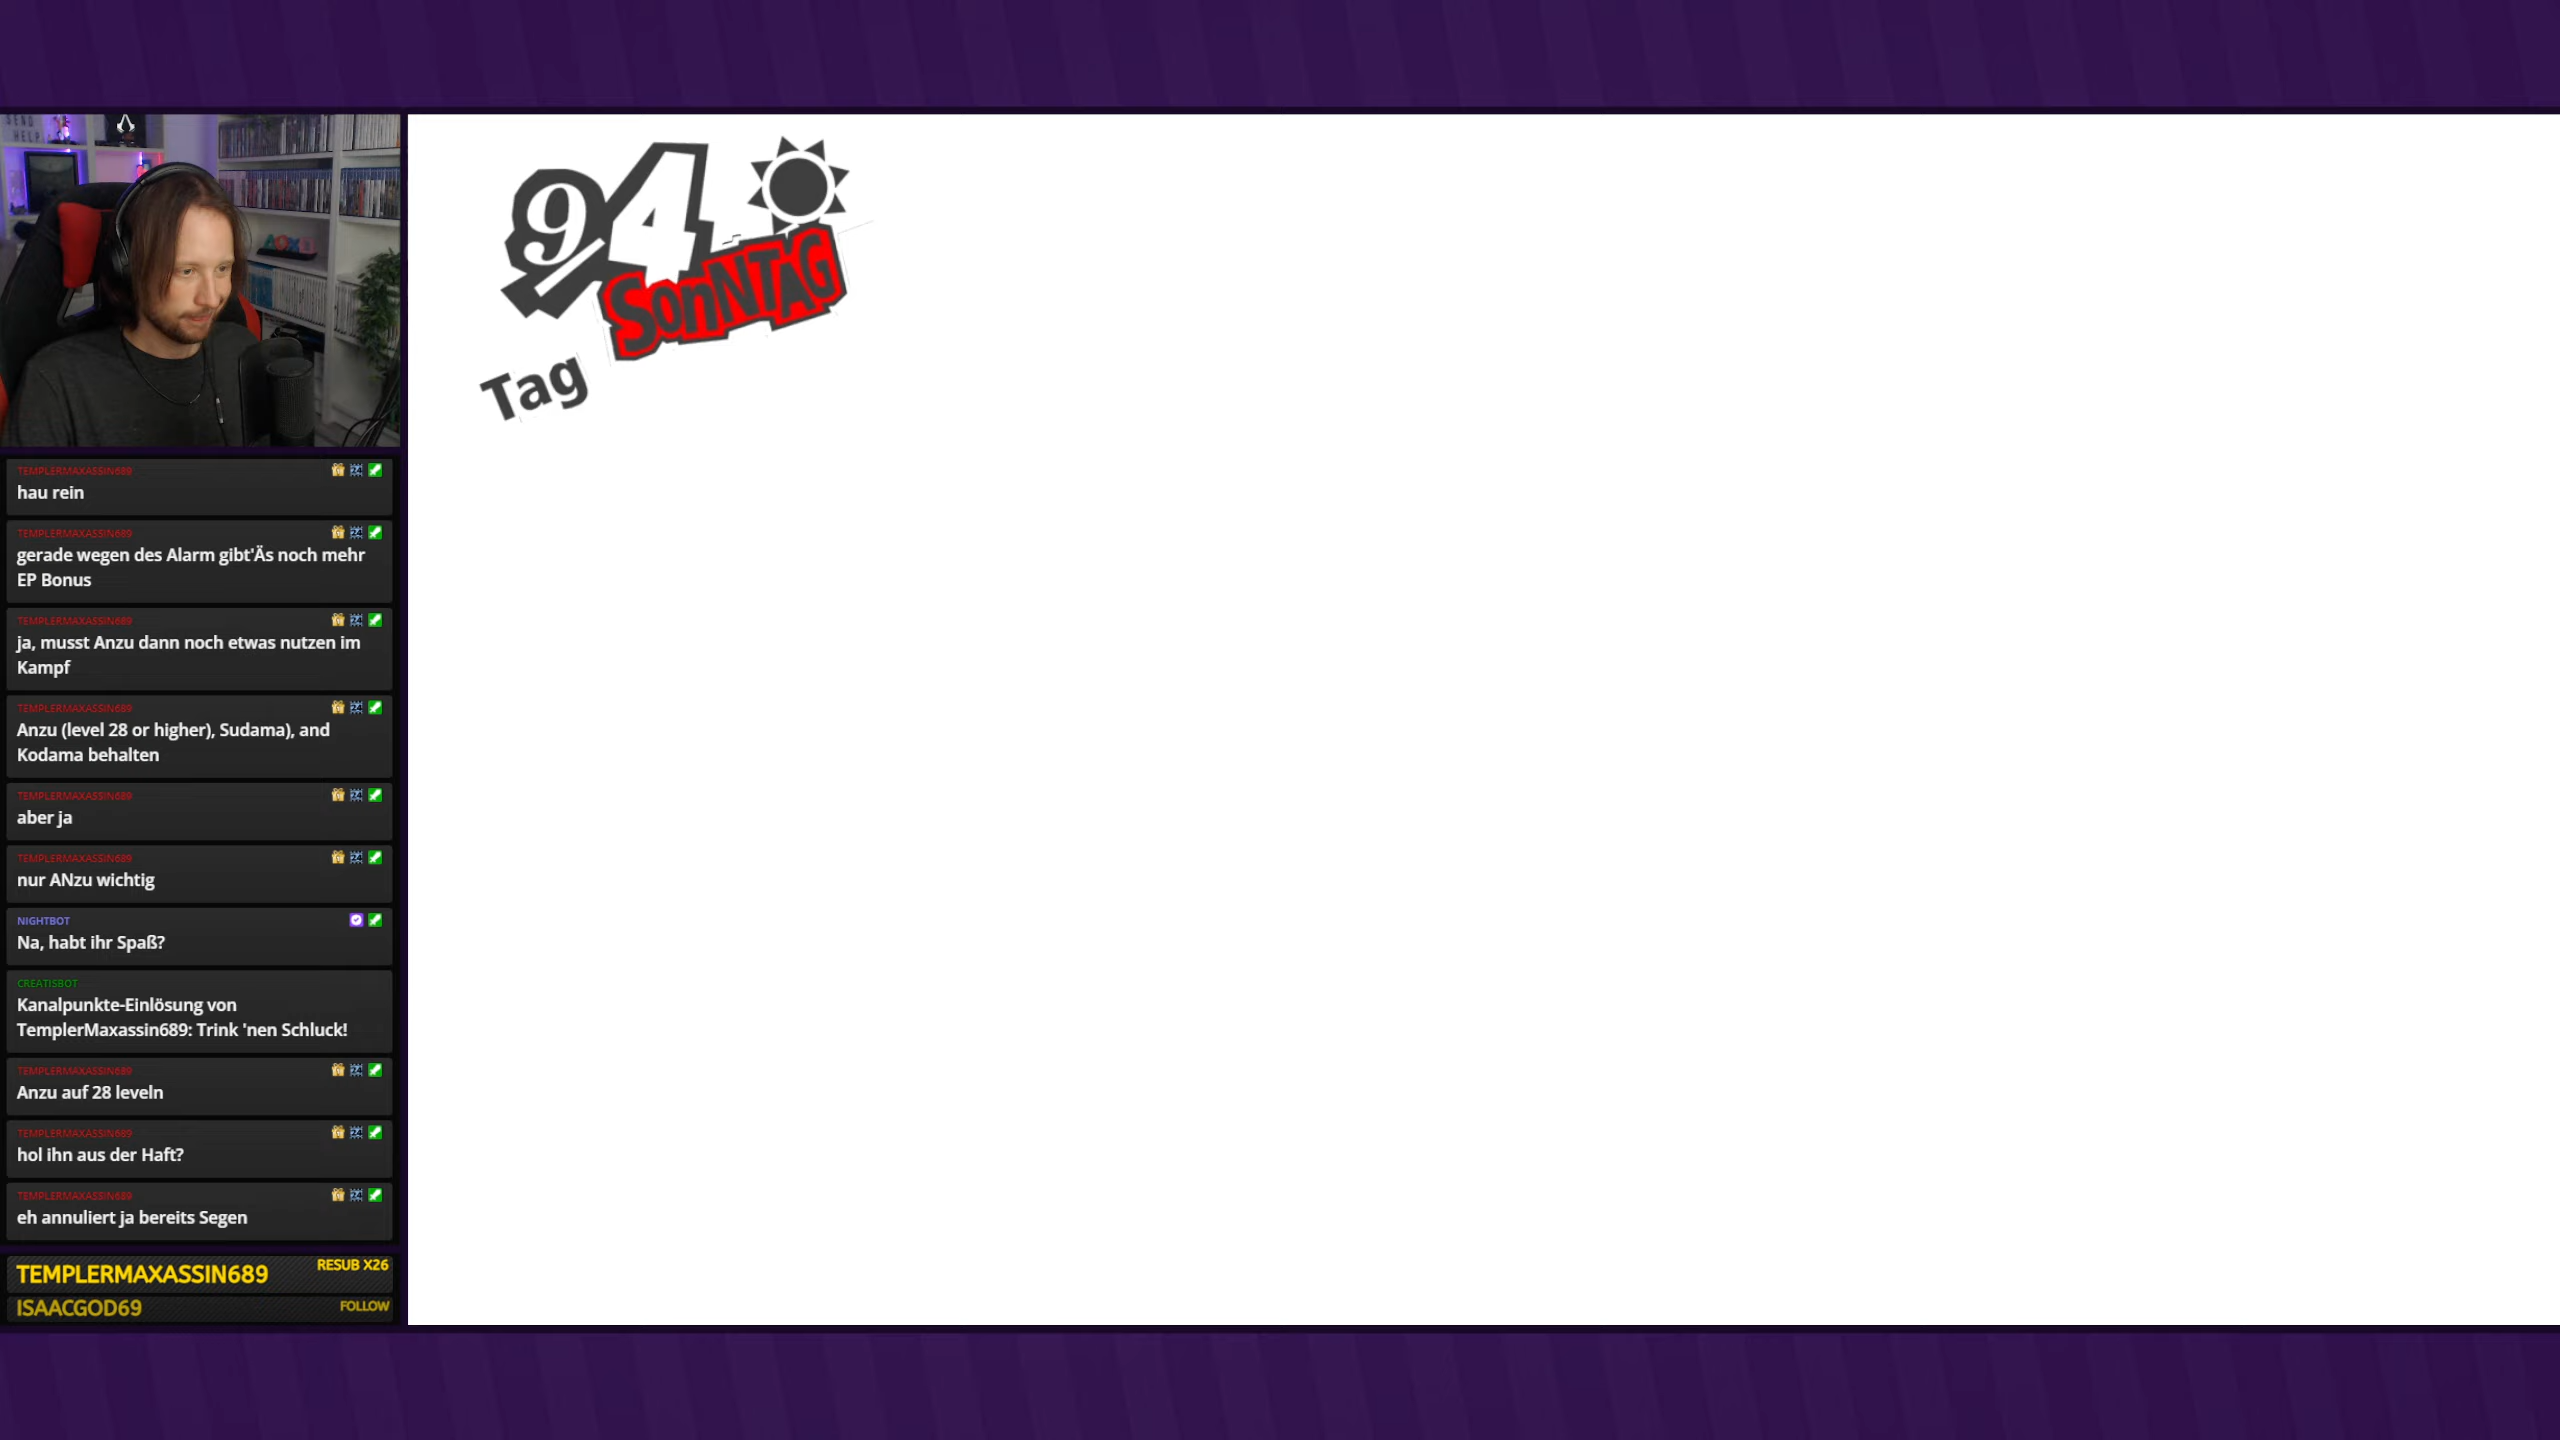 SEND
HELP
9/4
SonNTAG
Tag
TEMPLERMAXASSIN689
hau rein
TEMPLERMAXASSIN689
gerade wegen des Alarm gibt'Äs noch mehr
EP Bonus
TEMPLERMAXASSIN689
ja, musst Anzu dann noch etwas nutzen im
Kampf
TEMPLERMAXASSIN689
Anzu (level 28 or higher), Sudama), and
Kodama behalten
TEMPLERMAXASSIN689
aber ja
TEMPLERMAXASSIN689
nur ANzu wichtig
NIGHTBOT
Na, habt ihr Spaß?
CREATISBOT
Kanalpunkte-Einlösung von
TemplerMaxassin689: Trink 'nen Schluck!
TEMPLERMAXASSIN689
Anzu auf 28 leveln
TEMPLERMAXASSIN689
hol ihn aus der Haft?
TEMPLERMAXASSIN689
eh annuliert ja bereits Segen
TEMPLERMAXASSIN689 RESUB X26
ISAACGOD69 FOLLOW